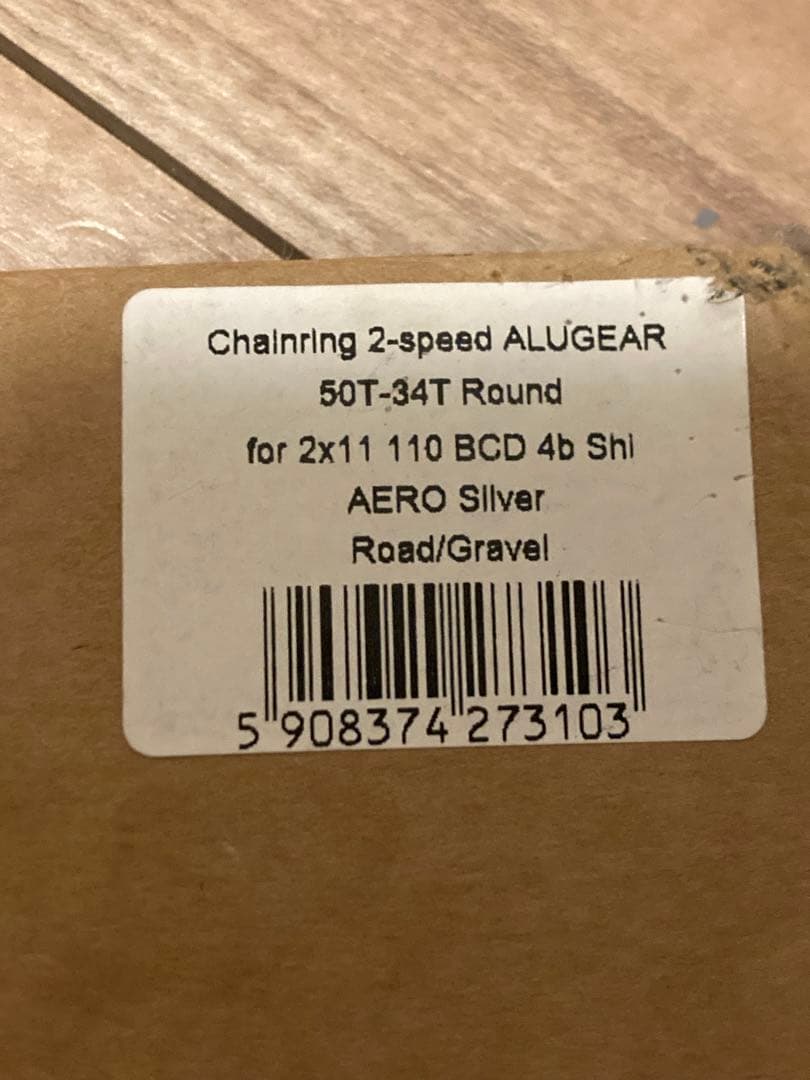 Chainring 2-speed ALUGEAR
50T-34T Round
for 2x11 110 BCD 4b Shi
AERO Silver
Road/Gravel
5 908374 273103